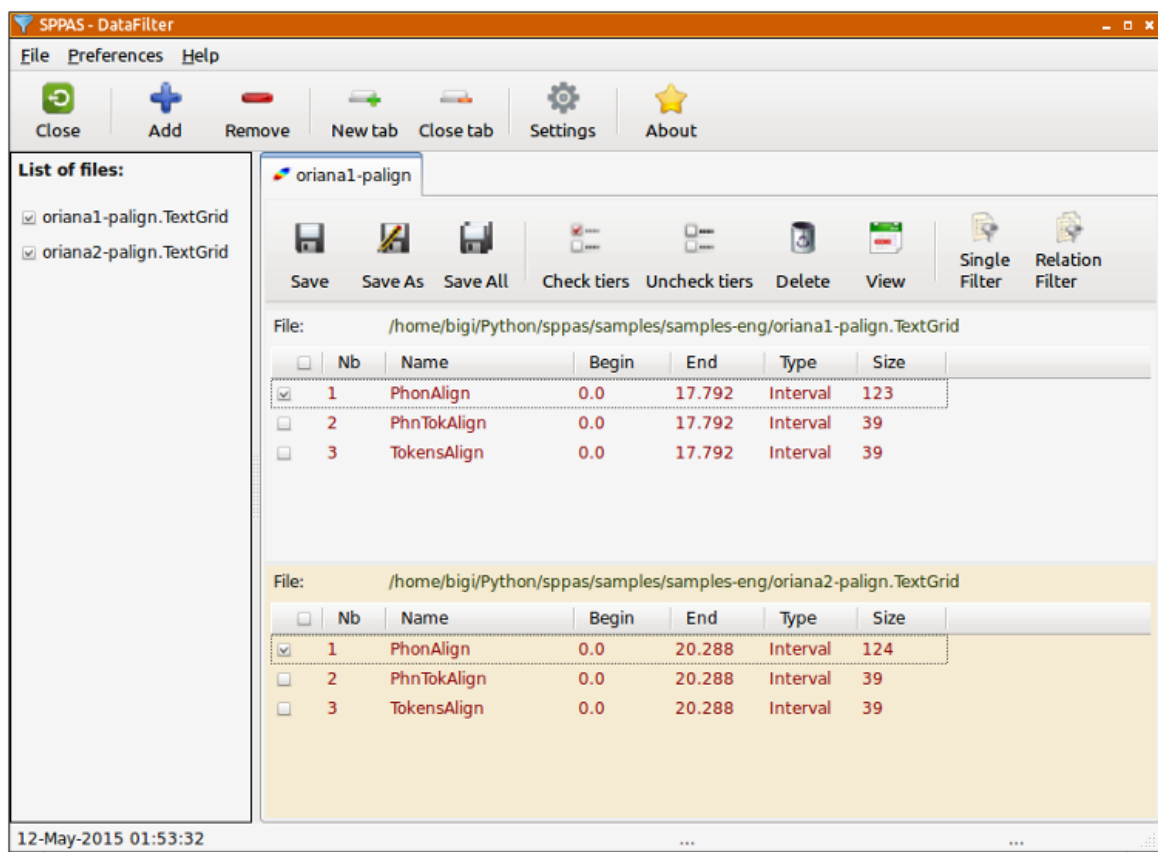 SPPAS - DataFilter
File Preferences Help
Close Add Remove New tab Close tab Settings About
List of files:
oriana1-palign.TextGrid
oriana2-palign.TextGrid
oriana1-palign
Save Save As Save All Check tiers Uncheck tiers Delete View Single Filter Relation Filter
File: /home/bigi/Python/sppas/samples/samples-eng/oriana1-palign.TextGrid
Nb Name Begin End Type Size
1 PhonAlign 0.0 17.792 Interval 123
2 PhnTokAlign 0.0 17.792 Interval 39
3 TokensAlign 0.0 17.792 Interval 39
File: /home/bigi/Python/sppas/samples/samples-eng/oriana2-palign.TextGrid
Nb Name Begin End Type Size
1 PhonAlign 0.0 20.288 Interval 124
2 PhnTokAlign 0.0 20.288 Interval 39
3 TokensAlign 0.0 20.288 Interval 39
12-May-2015 01:53:32 ... ...